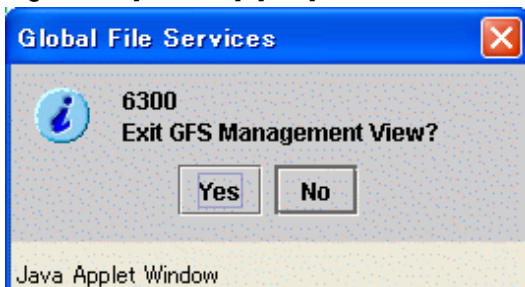 Global File Services
6300
Exit GFS Management View?
Yes No
Java Applet Window